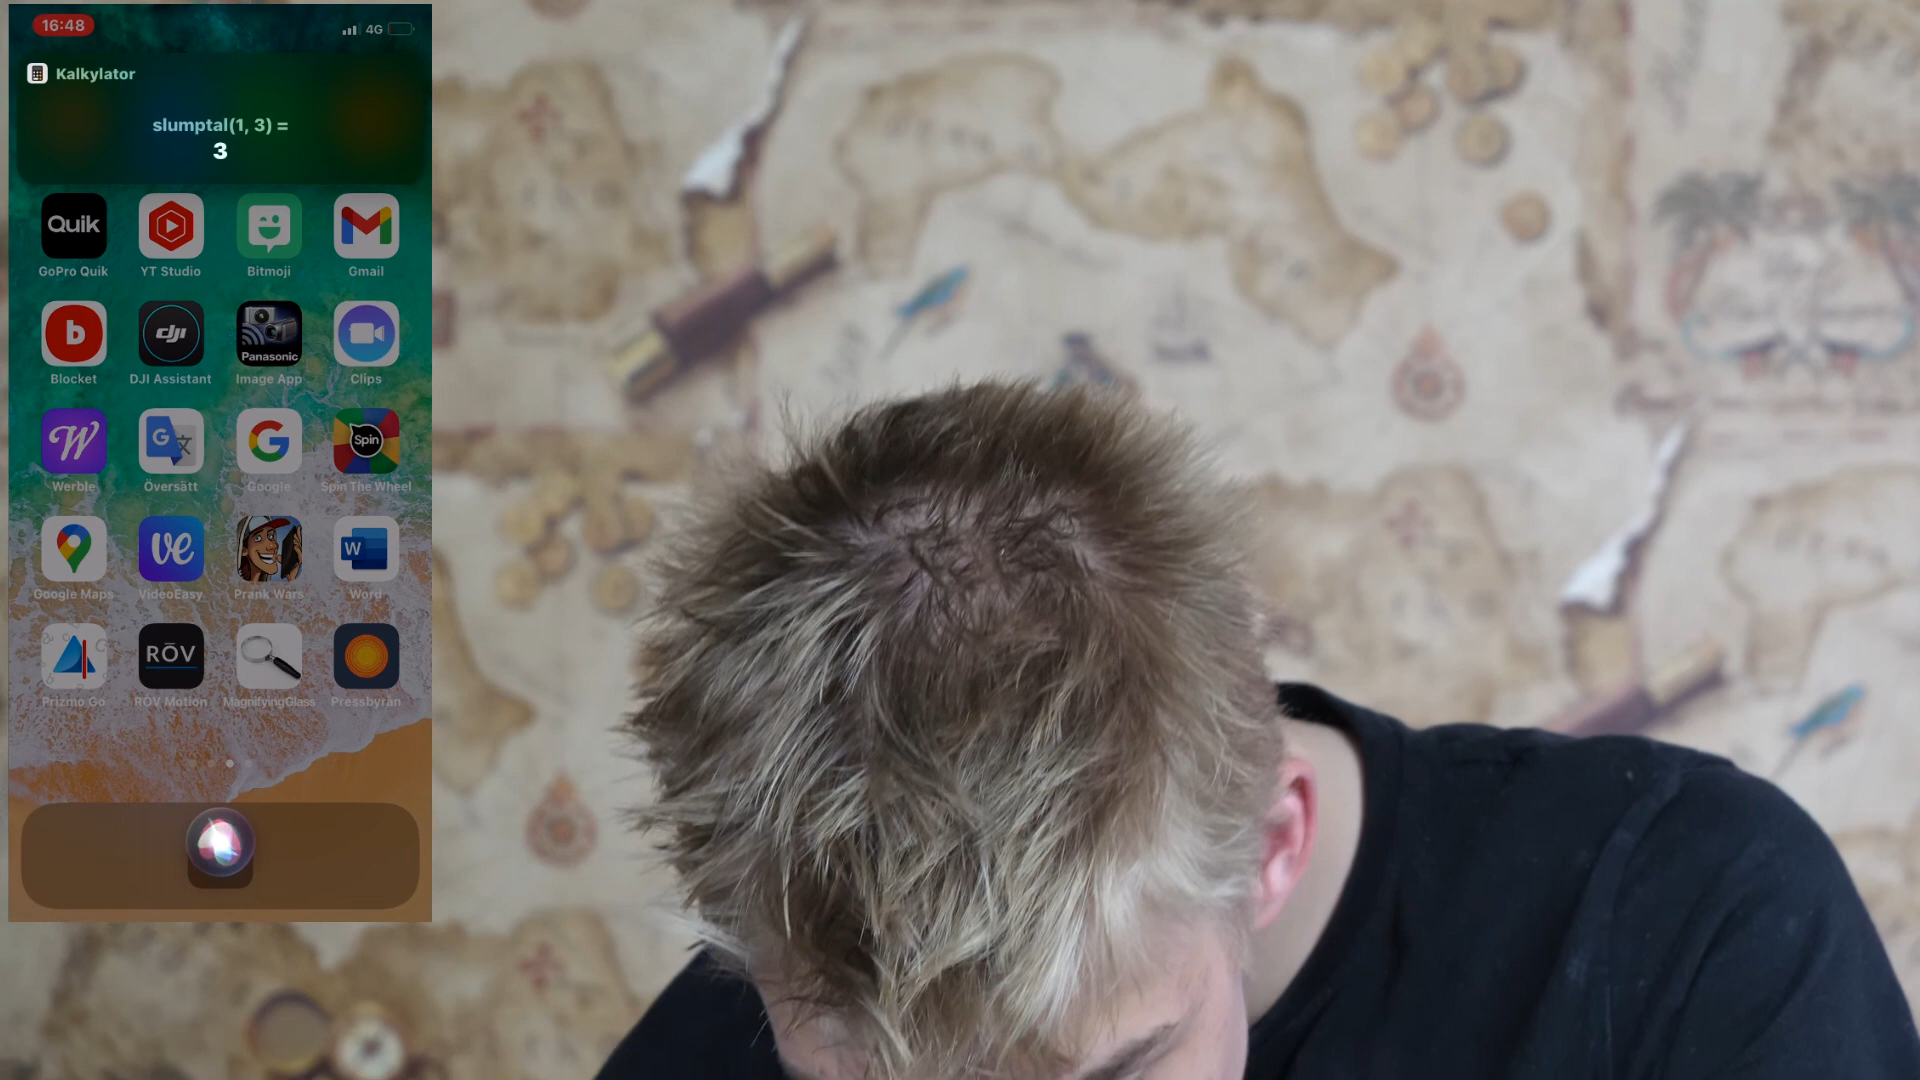 16:48
4G
Kalkylator
slumptal(1, 3) =
3
Quik
GoPro Quik
YT Studio
Bitmoji
Gmail
b
dji
Panasonic
Blocket
DJI Assistant
Image App
Clips
W
G 文
G
Spin
Werble
Översätt
Google
Spin The Wheel
ve
W
Google Maps
VideoEasy
Prank Wars
Word
RŌV
Prizmo Go
RŌV Motion
MagnifyingGlass
Pressbyrån